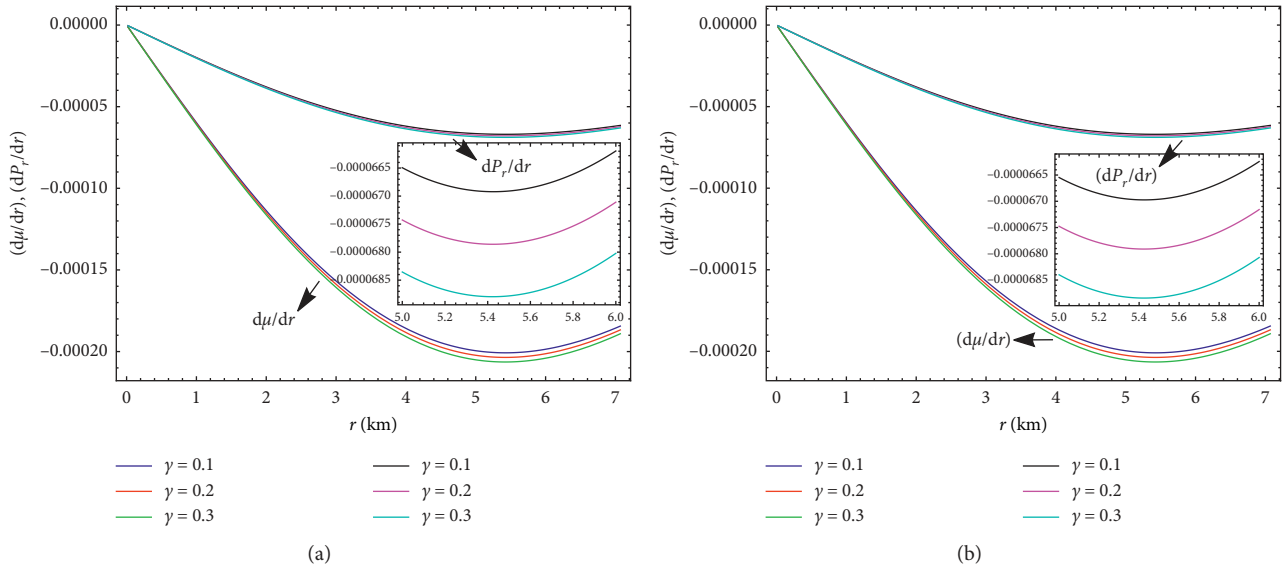 0.00000
−0.00005
−0.00010
−0.00015
−0.00020
(dμ/dr), (dP_r/dr)
dP_r/dr
−0.0000665
−0.0000670
−0.0000675
−0.0000680
−0.0000685
5.0 5.2 5.4 5.6 5.8 6.0
dμ/dr
0 1 2 3 4 5 6 7
r (km)
γ = 0.1 γ = 0.1
γ = 0.2 γ = 0.2
γ = 0.3 γ = 0.3
(a)
0.00000
−0.00005
−0.00010
−0.00015
−0.00020
(dμ/dr), (dP_r/dr)
(dP_r/dr)
−0.0000665
−0.0000670
−0.0000675
−0.0000680
−0.0000685
5.0 5.2 5.4 5.6 5.8 6.0
(dμ/dr)
0 1 2 3 4 5 6 7
r (km)
γ = 0.1 γ = 0.1
γ = 0.2 γ = 0.2
γ = 0.3 γ = 0.3
(b)